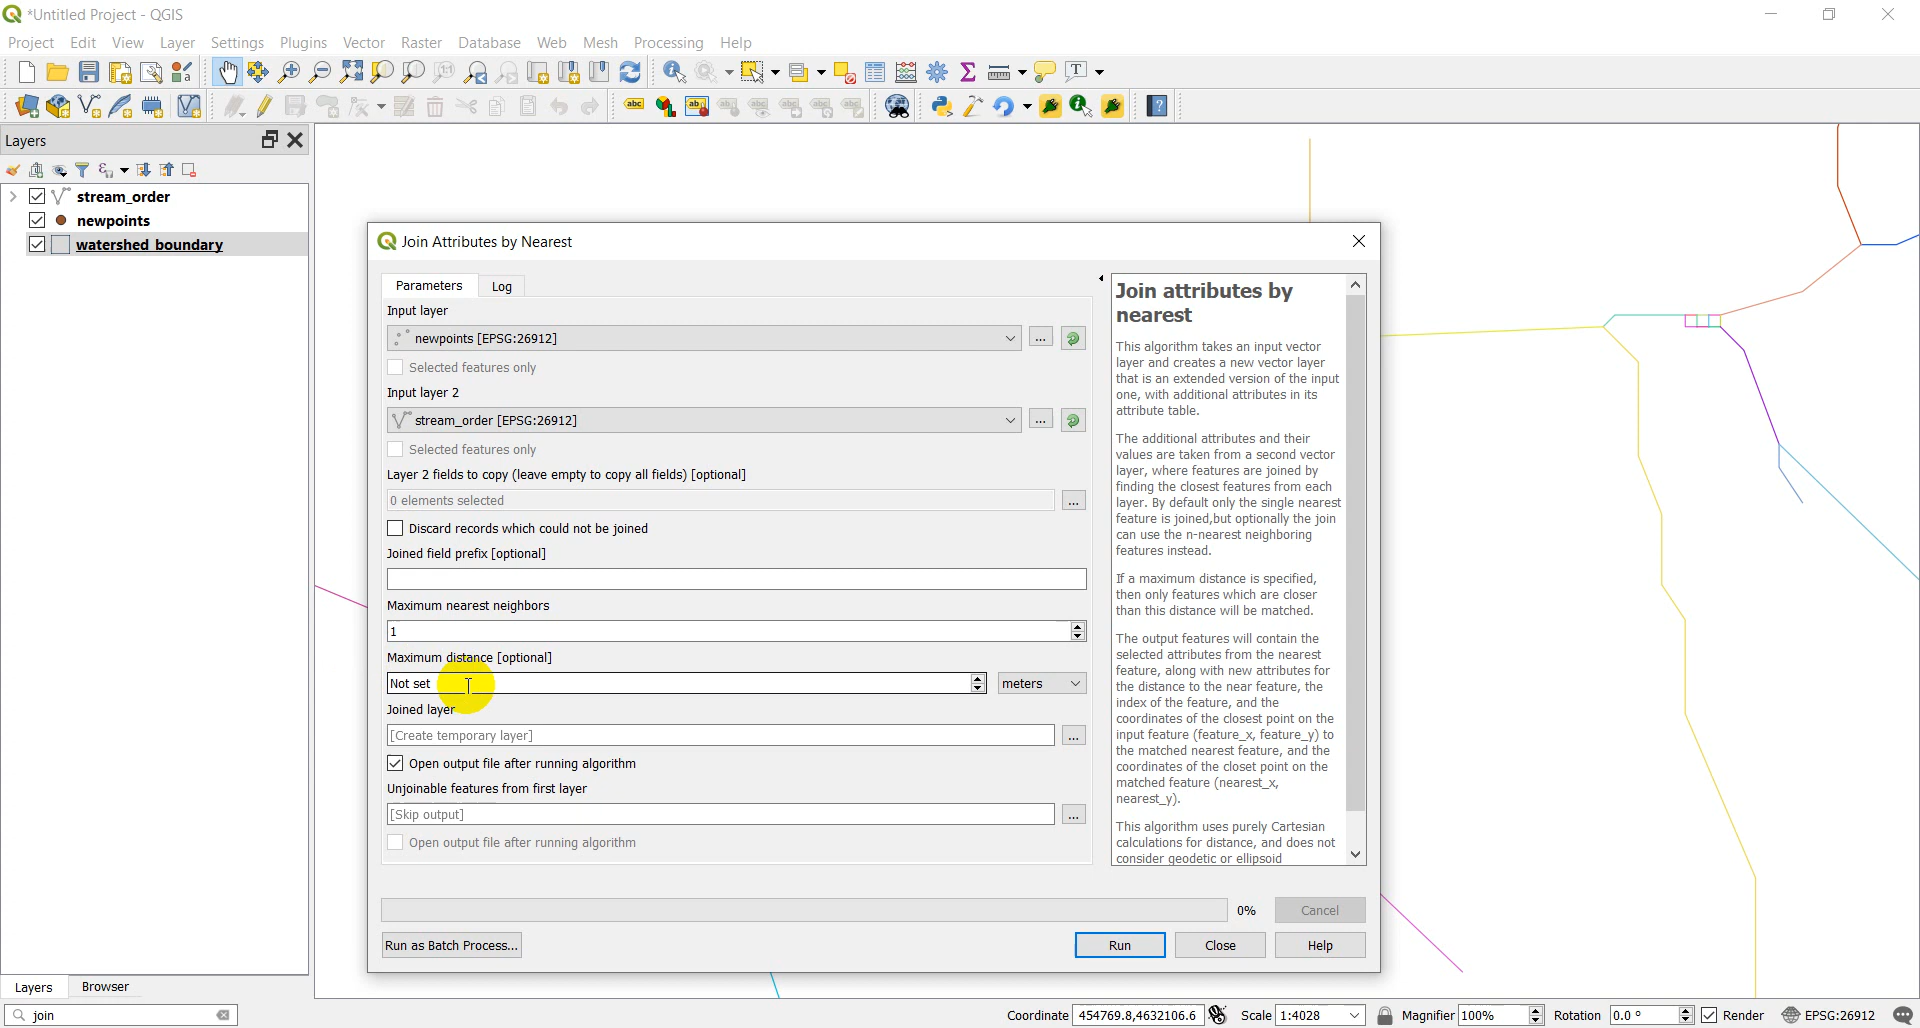 *Untitled Project - QGIS
Project Edit View Layer Settings Plugins Vector Raster Database Web Mesh Processing Help
Layers
stream_order
newpoints
watershed_boundary
Join Attributes by Nearest
Parameters Log
Input layer
newpoints [EPSG:26912]
Selected features only
Input layer 2
stream_order [EPSG:26912]
Selected features only
Layer 2 fields to copy (leave empty to copy all fields) [optional]
0 elements selected
Discard records which could not be joined
Joined field prefix [optional]
Maximum nearest neighbors
1
Maximum distance [optional]
Not set meters
Joined layer
[Create temporary layer]
Open output file after running algorithm
Unjoinable features from first layer
[Skip output]
Open output file after running algorithm
Join attributes by
nearest
This algorithm takes an input vector
layer and creates a new vector layer
that is an extended version of the input
one, with additional attributes in its
attribute table.
The additional attributes and their
values are taken from a second vector
layer, where features are joined by
finding the closest features from each
layer. By default only the single nearest
feature is joined,but optionally the join
can use the n-nearest neighboring
features instead.
If a maximum distance is specified,
then only features which are closer
than this distance will be matched.
The output features will contain the
selected attributes from the nearest
feature, along with new attributes for
the distance to the near feature, the
index of the feature, and the
coordinates of the closest point on the
input feature (feature_x, feature_y) to
the matched nearest feature, and the
coordinates of the closet point on the
matched feature (nearest_x,
nearest_y).
This algorithm uses purely Cartesian
calculations for distance, and does not
consider geodetic or ellipsoid
0% Cancel
Run as Batch Process... Run Close Help
Layers Browser
join Coordinate 454769.8,4632106.6 Scale 1:4028 Magnifier 100% Rotation 0.0 ° Render EPSG:26912